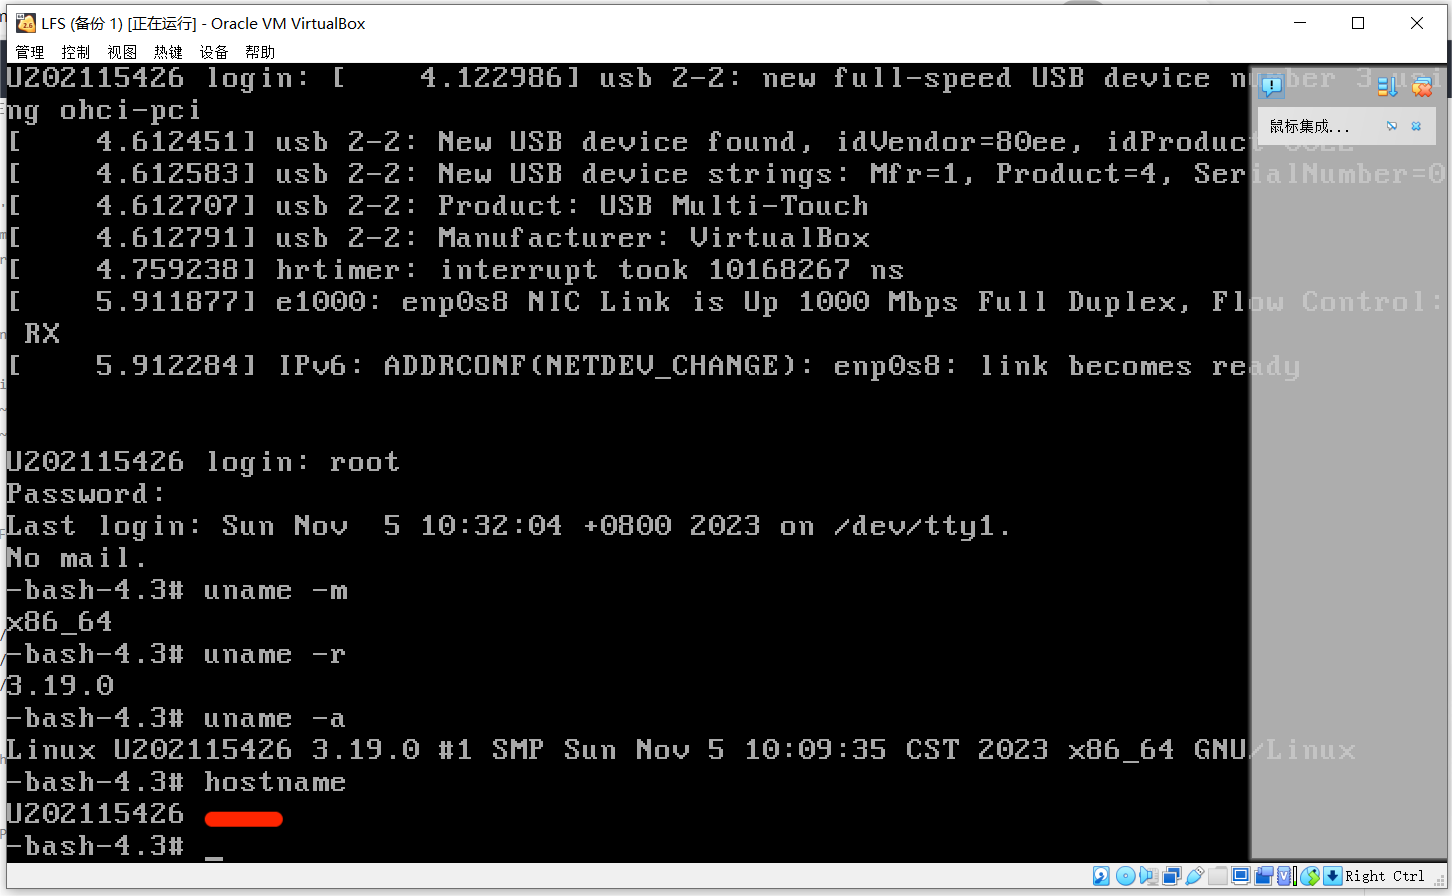 LFS (备份 1) [正在运行] - Oracle VM VirtualBox
管理 控制 视图 热键 设备 帮助
U202115426 login: [    4.122986] usb 2-2: new full-speed USB device number 3 usi
ng ohci-pci
[    4.612451] usb 2-2: New USB device found, idVendor=80ee, idProduct
[    4.612583] usb 2-2: New USB device strings: Mfr=1, Product=4, SerialNumber=0
[    4.612707] usb 2-2: Product: USB Multi-Touch
[    4.612791] usb 2-2: Manufacturer: VirtualBox
[    4.759238] hrtimer: interrupt took 10168267 ns
[    5.911877] e1000: enp0s8 NIC Link is Up 1000 Mbps Full Duplex, Flow Control:
 RX
[    5.912284] IPv6: ADDRCONF(NETDEV_CHANGE): enp0s8: link becomes ready
鼠标集成...
U202115426 login: root
Password:
Last login: Sun Nov  5 10:32:04 +0800 2023 on /dev/tty1.
No mail.
-bash-4.3# uname -m
x86_64
-bash-4.3# uname -r
3.19.0
-bash-4.3# uname -a
Linux U202115426 3.19.0 #1 SMP Sun Nov 5 10:09:35 CST 2023 x86_64 GNU/Linux
-bash-4.3# hostname
U202115426
-bash-4.3# _
Right Ctrl